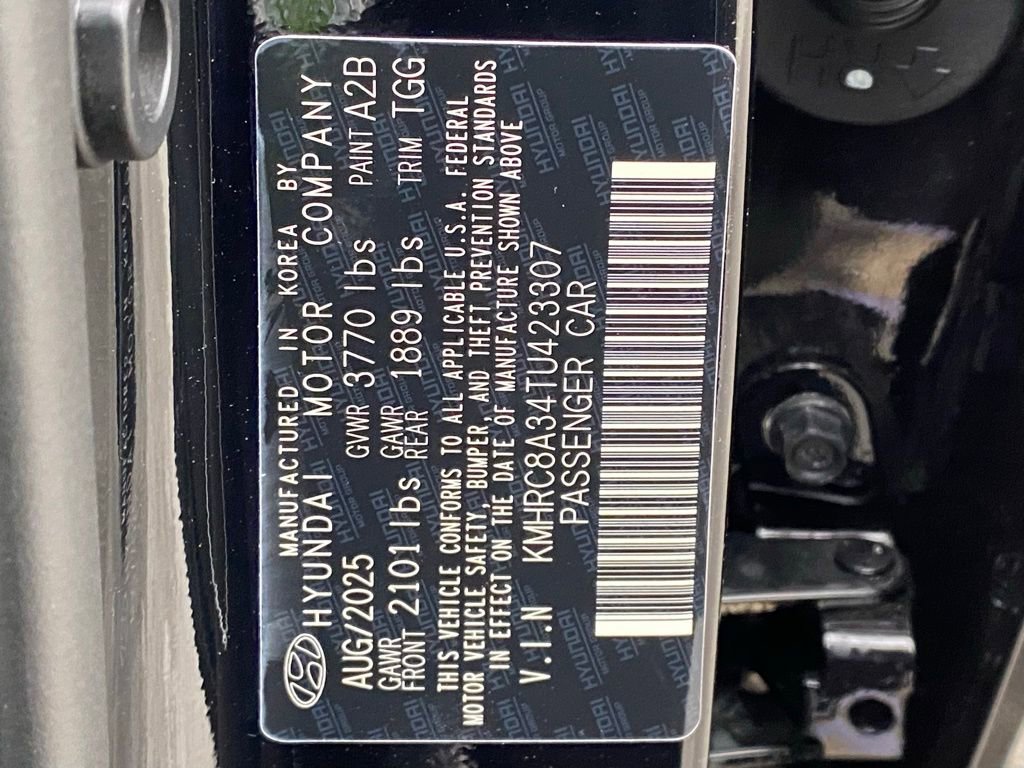 MANUFACTURED IN KOREA BY
HYUNDAI MOTOR COMPANY
AUG/2025 GVWR 3770 lbs PAINT A2B
GAWR FRONT 2101 lbs GAWR REAR 1889 lbs TRIM TGG
THIS VEHICLE CONFORMS TO ALL APPLICABLE U.S.A. FEDERAL
MOTOR VEHICLE SAFETY, BUMPER, AND THEFT PREVENTION STANDARDS
IN EFFECT ON THE DATE OF MANUFACTURE SHOWN ABOVE
V.I.N KMHRC8A34TU423307
PASSENGER CAR